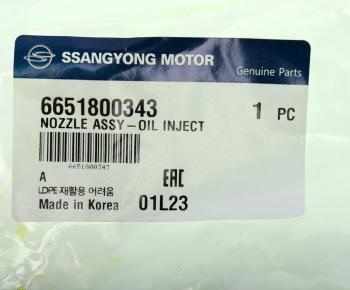 SSANGYONG MOTOR
Genuine Parts
6651800343 1 PC
NOZZLE ASSY-OIL INJECT
6651800343
A EAC
LDPE 재활용 어려움
Made in Korea 01L23